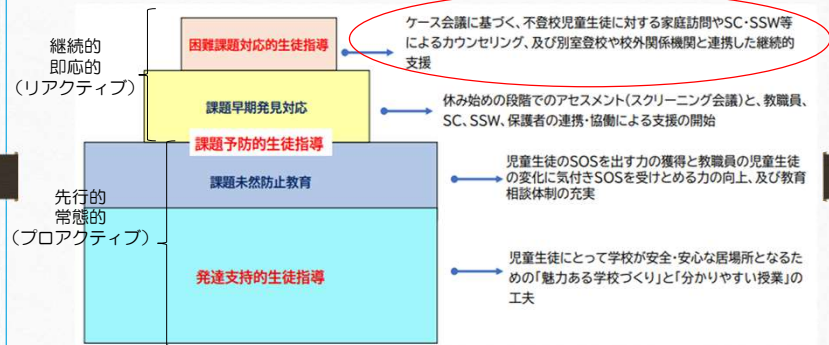 継続的
即応的
（リアクティブ）
困難課題対応的生徒指導
ケース会議に基づく、不登校児童生徒に対する家庭訪問やSC・SSW等
によるカウンセリング、及び別室登校や校外関係機関と連携した継続的
支援
課題早期発見対応
休み始めの段階でのアセスメント(スクリーニング会議)と、教職員、
SC、SSW、保護者の連携・協働による支援の開始
課題予防的生徒指導
先行的
常態的
（プロアクティブ）
課題未然防止教育
児童生徒のSOSを出す力の獲得と教職員の児童生徒
の変化に気付きSOSを受けとめる力の向上、及び教育
相談体制の充実
発達支持的生徒指導
児童生徒にとって学校が安全・安心な居場所となるた
めの「魅力ある学校づくり」と「分かりやすい授業」の
工夫